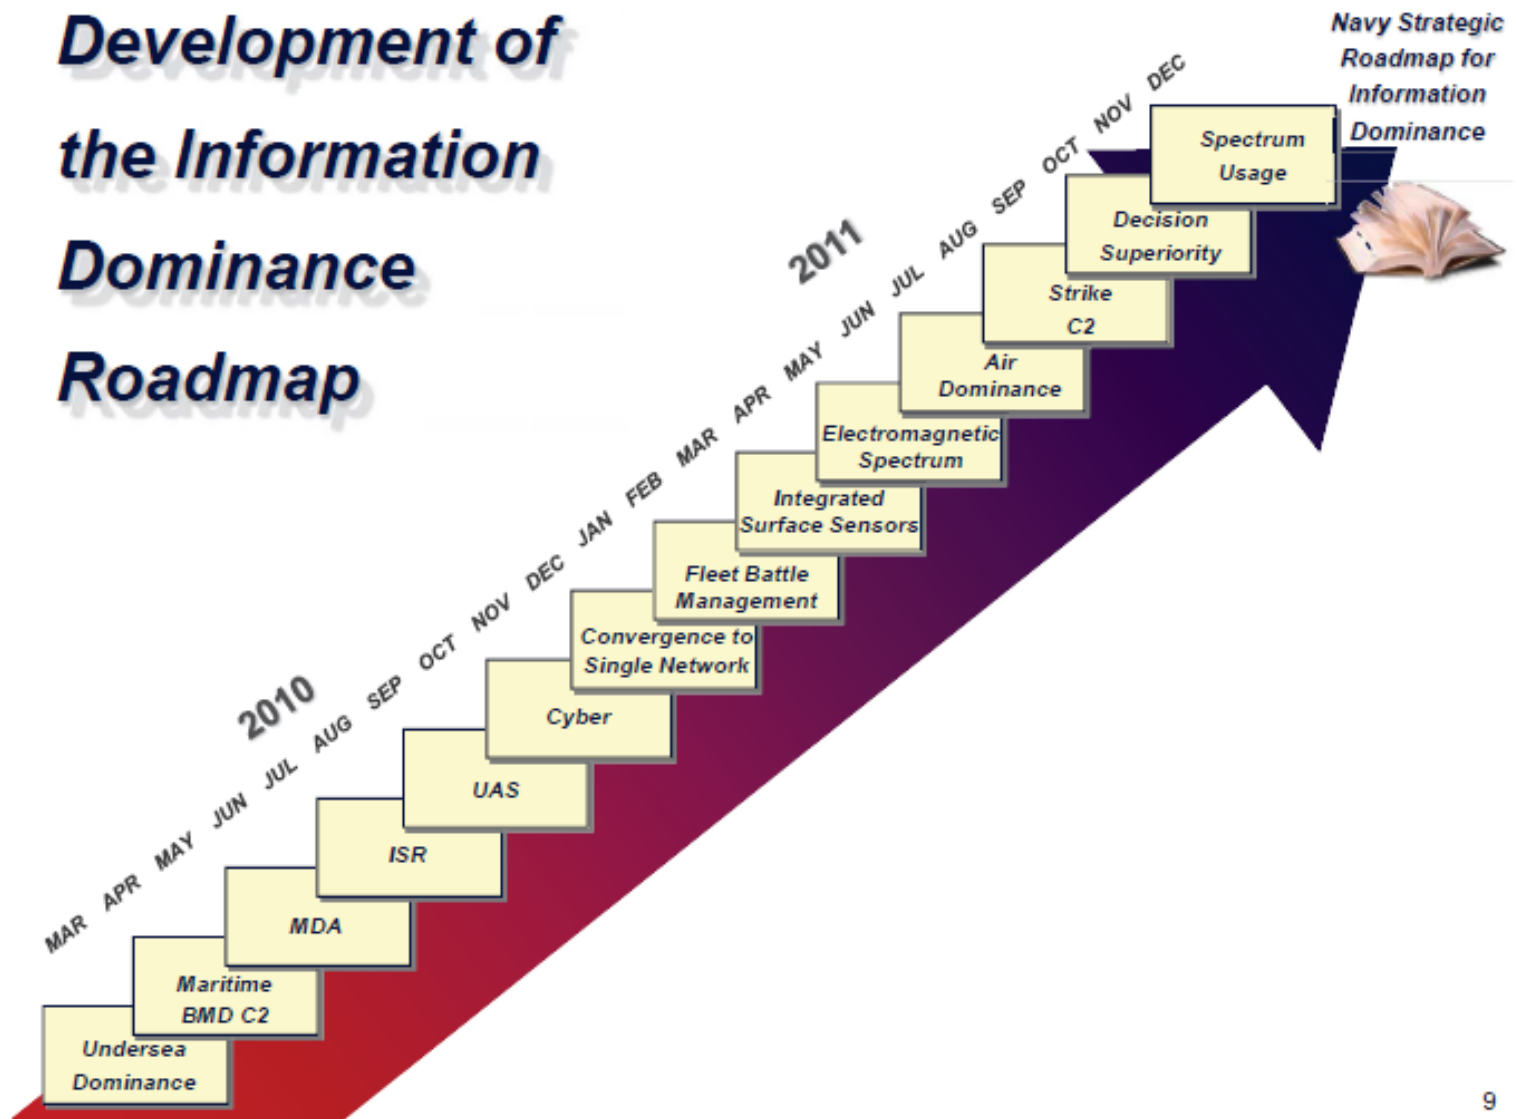 Development of
the Information
Dominance
Roadmap
Navy Strategic
Roadmap for
Information
Dominance
2010
MAR APR MAY JUN JUL AUG SEP OCT NOV DEC
2011
JAN FEB MAR APR MAY JUN JUL AUG SEP OCT NOV DEC
Undersea
Dominance
Maritime
BMD C2
MDA
ISR
UAS
Cyber
Convergence to
Single Network
Fleet Battle
Management
Integrated
Surface Sensors
Electromagnetic
Spectrum
Air
Dominance
Strike
C2
Decision
Superiority
Spectrum
Usage
9